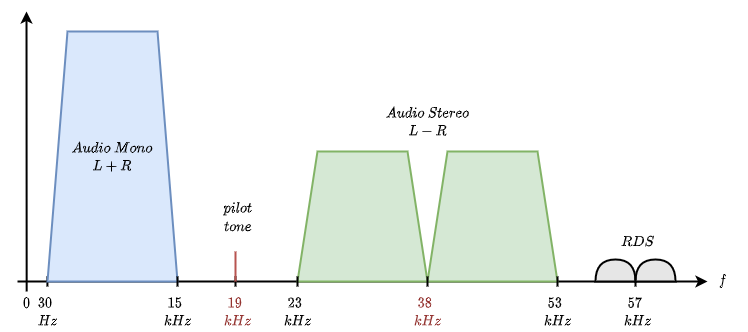 Audio Stereo
L − R
Audio Mono
L + R
pilot
tone
RDS
f
0 30 15 19 23 38 53 57
Hz kHz kHz kHz kHz kHz kHz